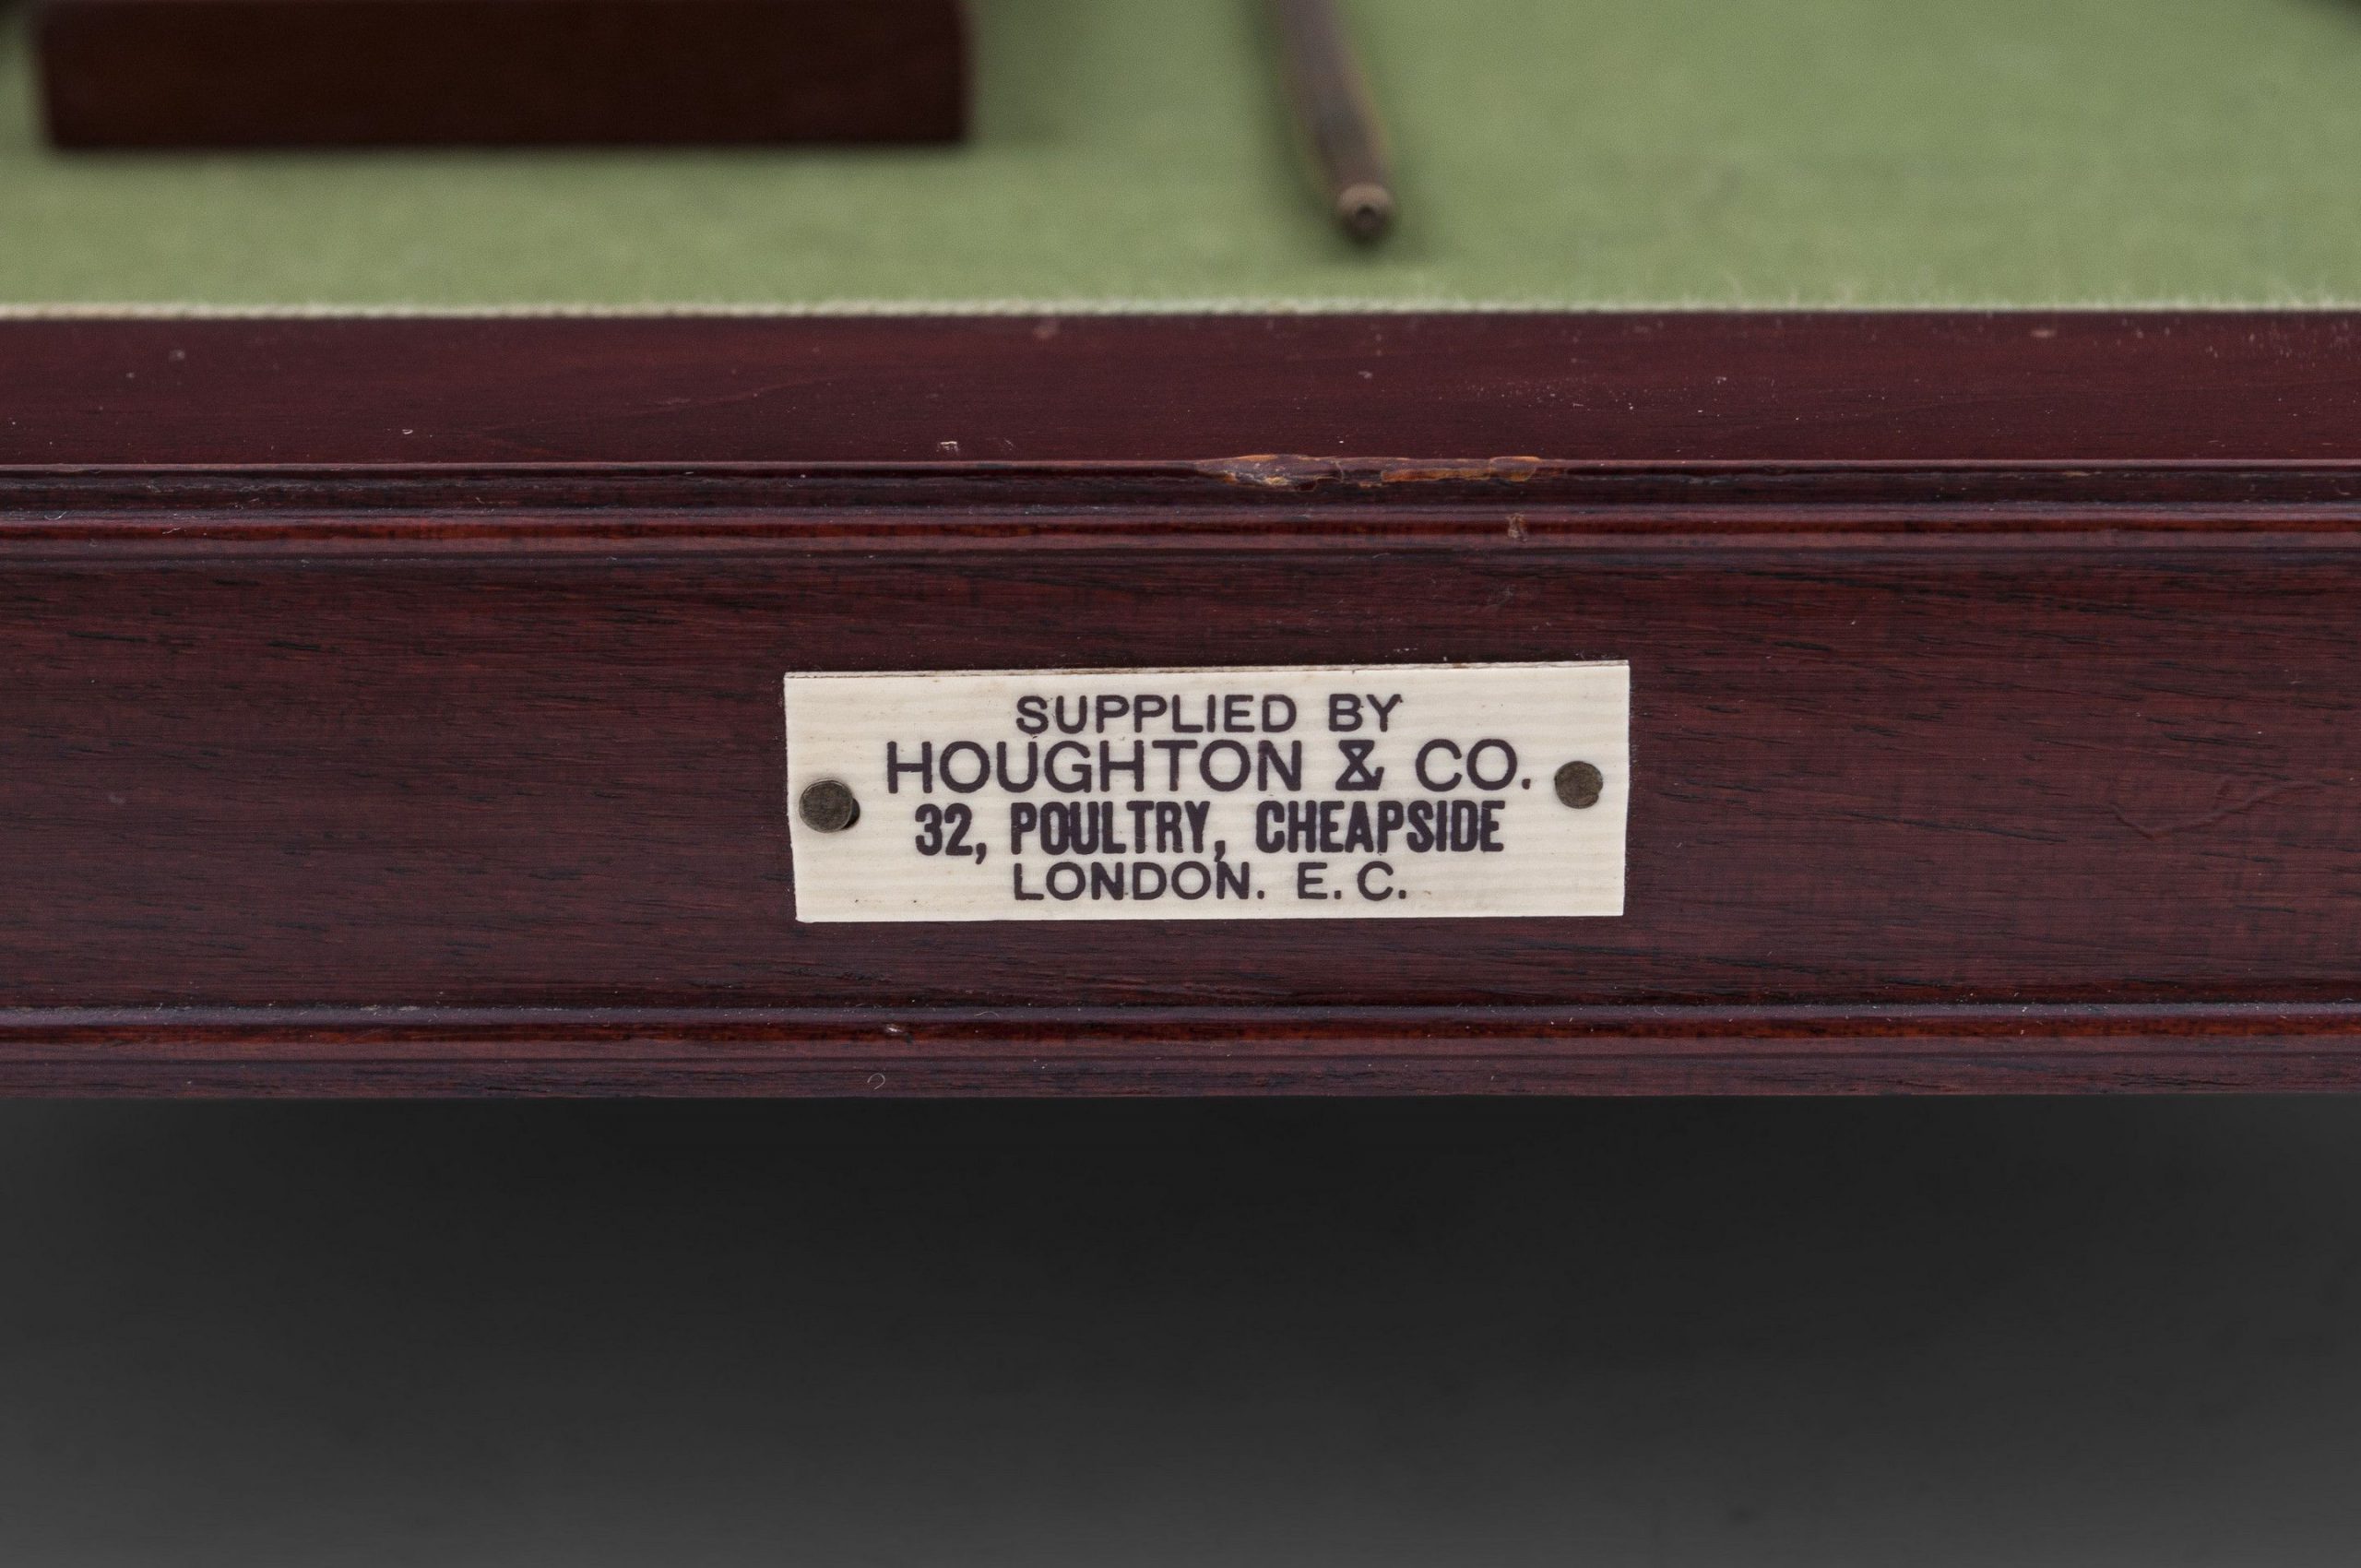 SUPPLIED BY
HOUGHTON & CO.
32, POULTRY, CHEAPSIDE
LONDON. E.C.